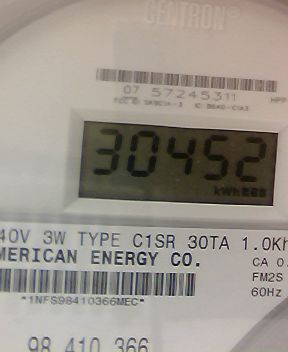 CENTRON®
07 57245311
30452
kWh
40V 3W TYPE C1SR 30TA 1.0Kh
MERICAN ENERGY CO.
CA 0.
FM2S
60Hz
*1NFS98410366MEC*
98 410 366